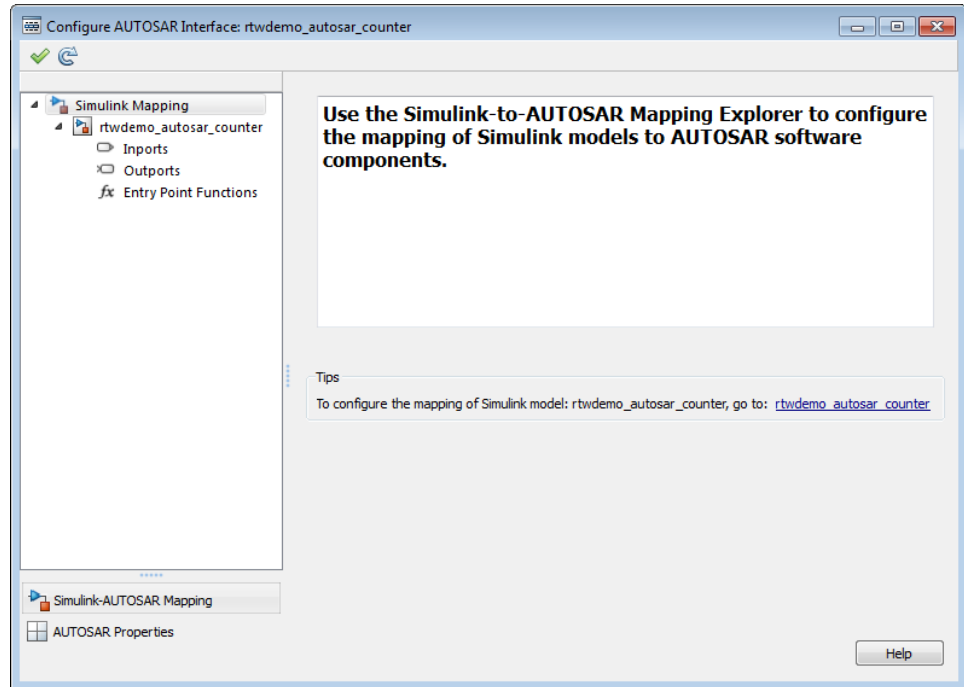 Configure AUTOSAR Interface: rtwdemo_autosar_counter
Simulink Mapping
rtwdemo_autosar_counter
Inports
Outports
fx Entry Point Functions
Use the Simulink-to-AUTOSAR Mapping Explorer to configure
the mapping of Simulink models to AUTOSAR software
components.
Tips
To configure the mapping of Simulink model: rtwdemo_autosar_counter, go to: rtwdemo_autosar_counter
Simulink-AUTOSAR Mapping
AUTOSAR Properties
Help